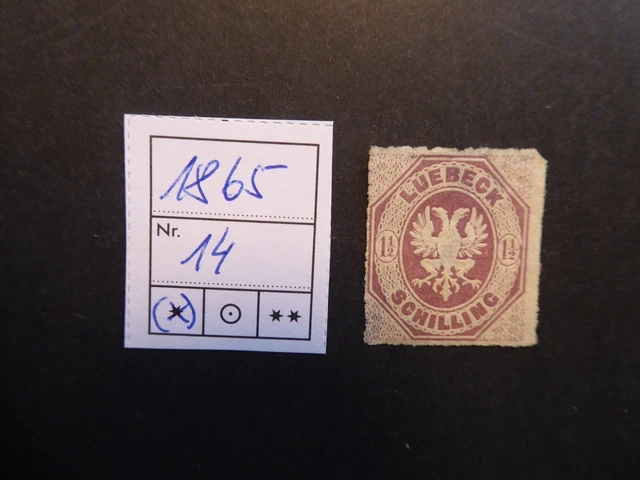 1865
Nr.
14
(*) ⊙ **
LUEBECK
1½ 1½
SCHILLING